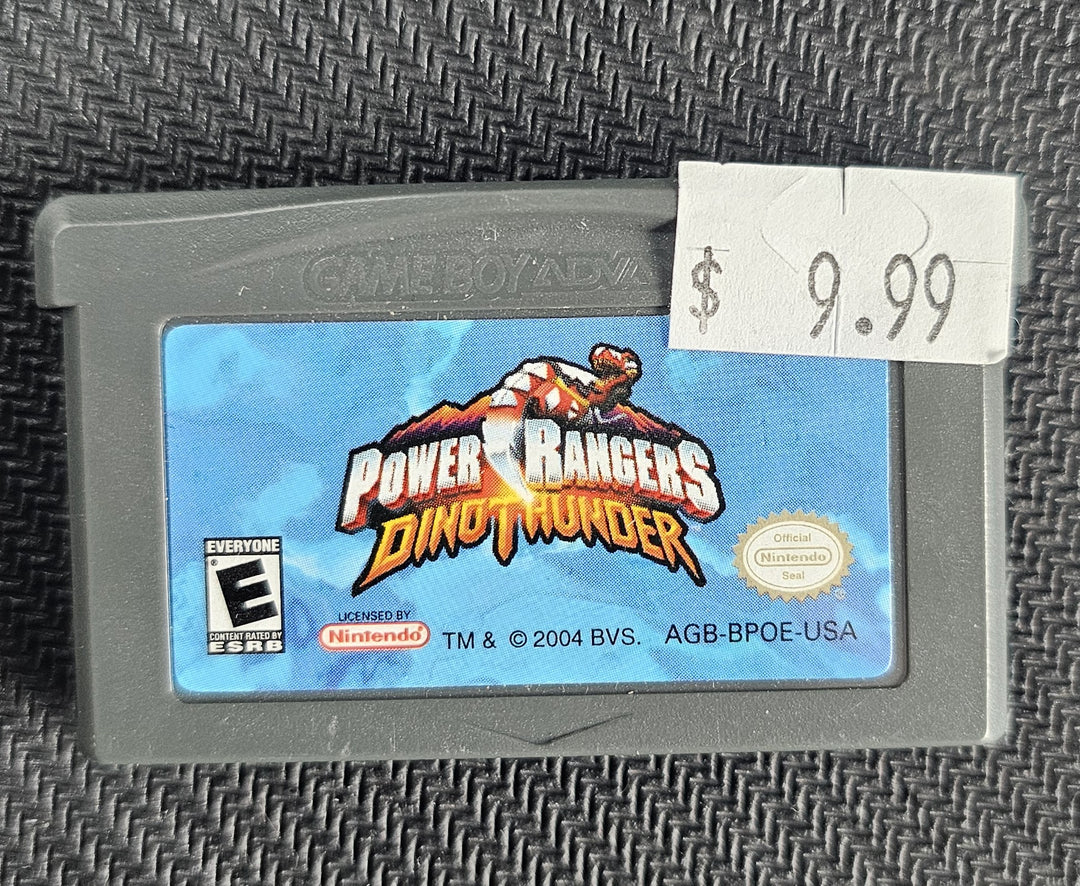 GAME BOY ADVA
$ 9.99
POWER RANGERS
DINO THUNDER
EVERYONE
E
®
CONTENT RATED BY
ESRB
LICENSED BY
Nintendo®
TM & © 2004 BVS.
AGB-BPOE-USA
Official
Nintendo
Seal